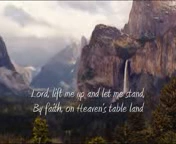 Lord, lift me up, and let me stand,
By faith, on Heaven's table land